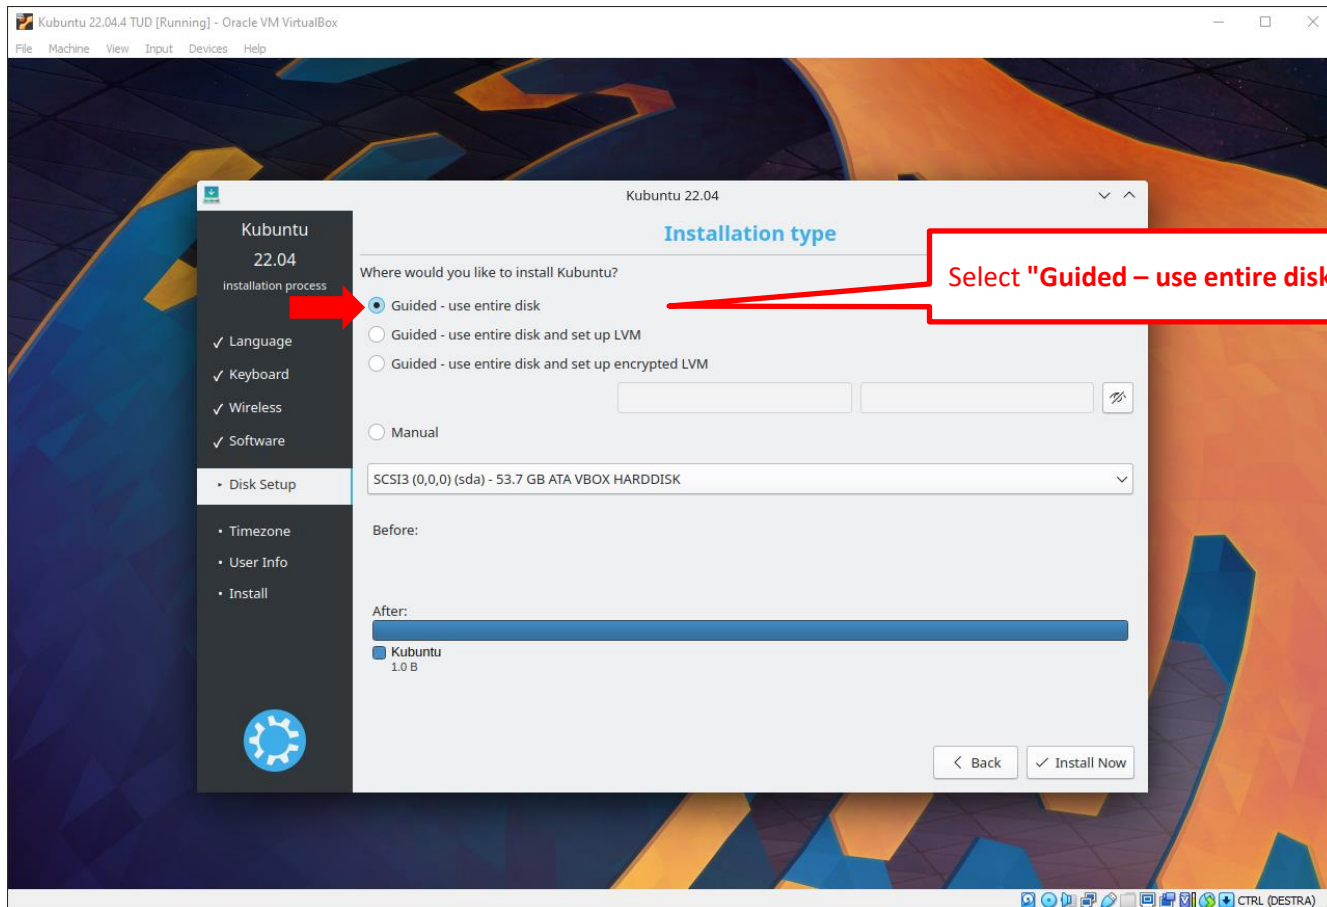 Kubuntu 22.04.4 TUD [Running] - Oracle VM VirtualBox
File Machine View Input Devices Help
Kubuntu 22.04
Kubuntu
22.04
installation process
✓ Language
✓ Keyboard
✓ Wireless
✓ Software
‣ Disk Setup
• Timezone
• User Info
• Install
Installation type
Where would you like to install Kubuntu?
Guided - use entire disk
Select "Guided – use entire disk
Guided - use entire disk and set up LVM
Guided - use entire disk and set up encrypted LVM
Manual
SCSI3 (0,0,0) (sda) - 53.7 GB ATA VBOX HARDDISK
Before:
After:
Kubuntu
1.0 B
Back
Install Now
CTRL (DESTRA)